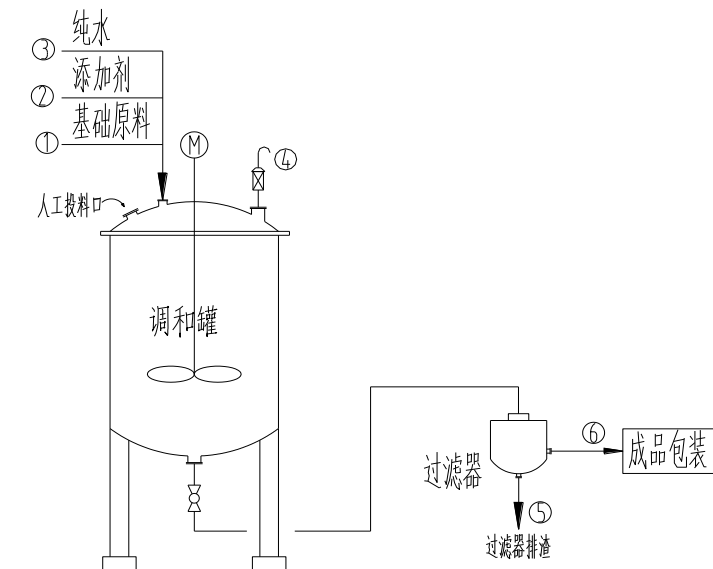 ③ 纯水
② 添加剂
① 基础原料
M
④
人工投料口
调和罐
过滤器
⑥
成品包装
⑤
过滤器排渣